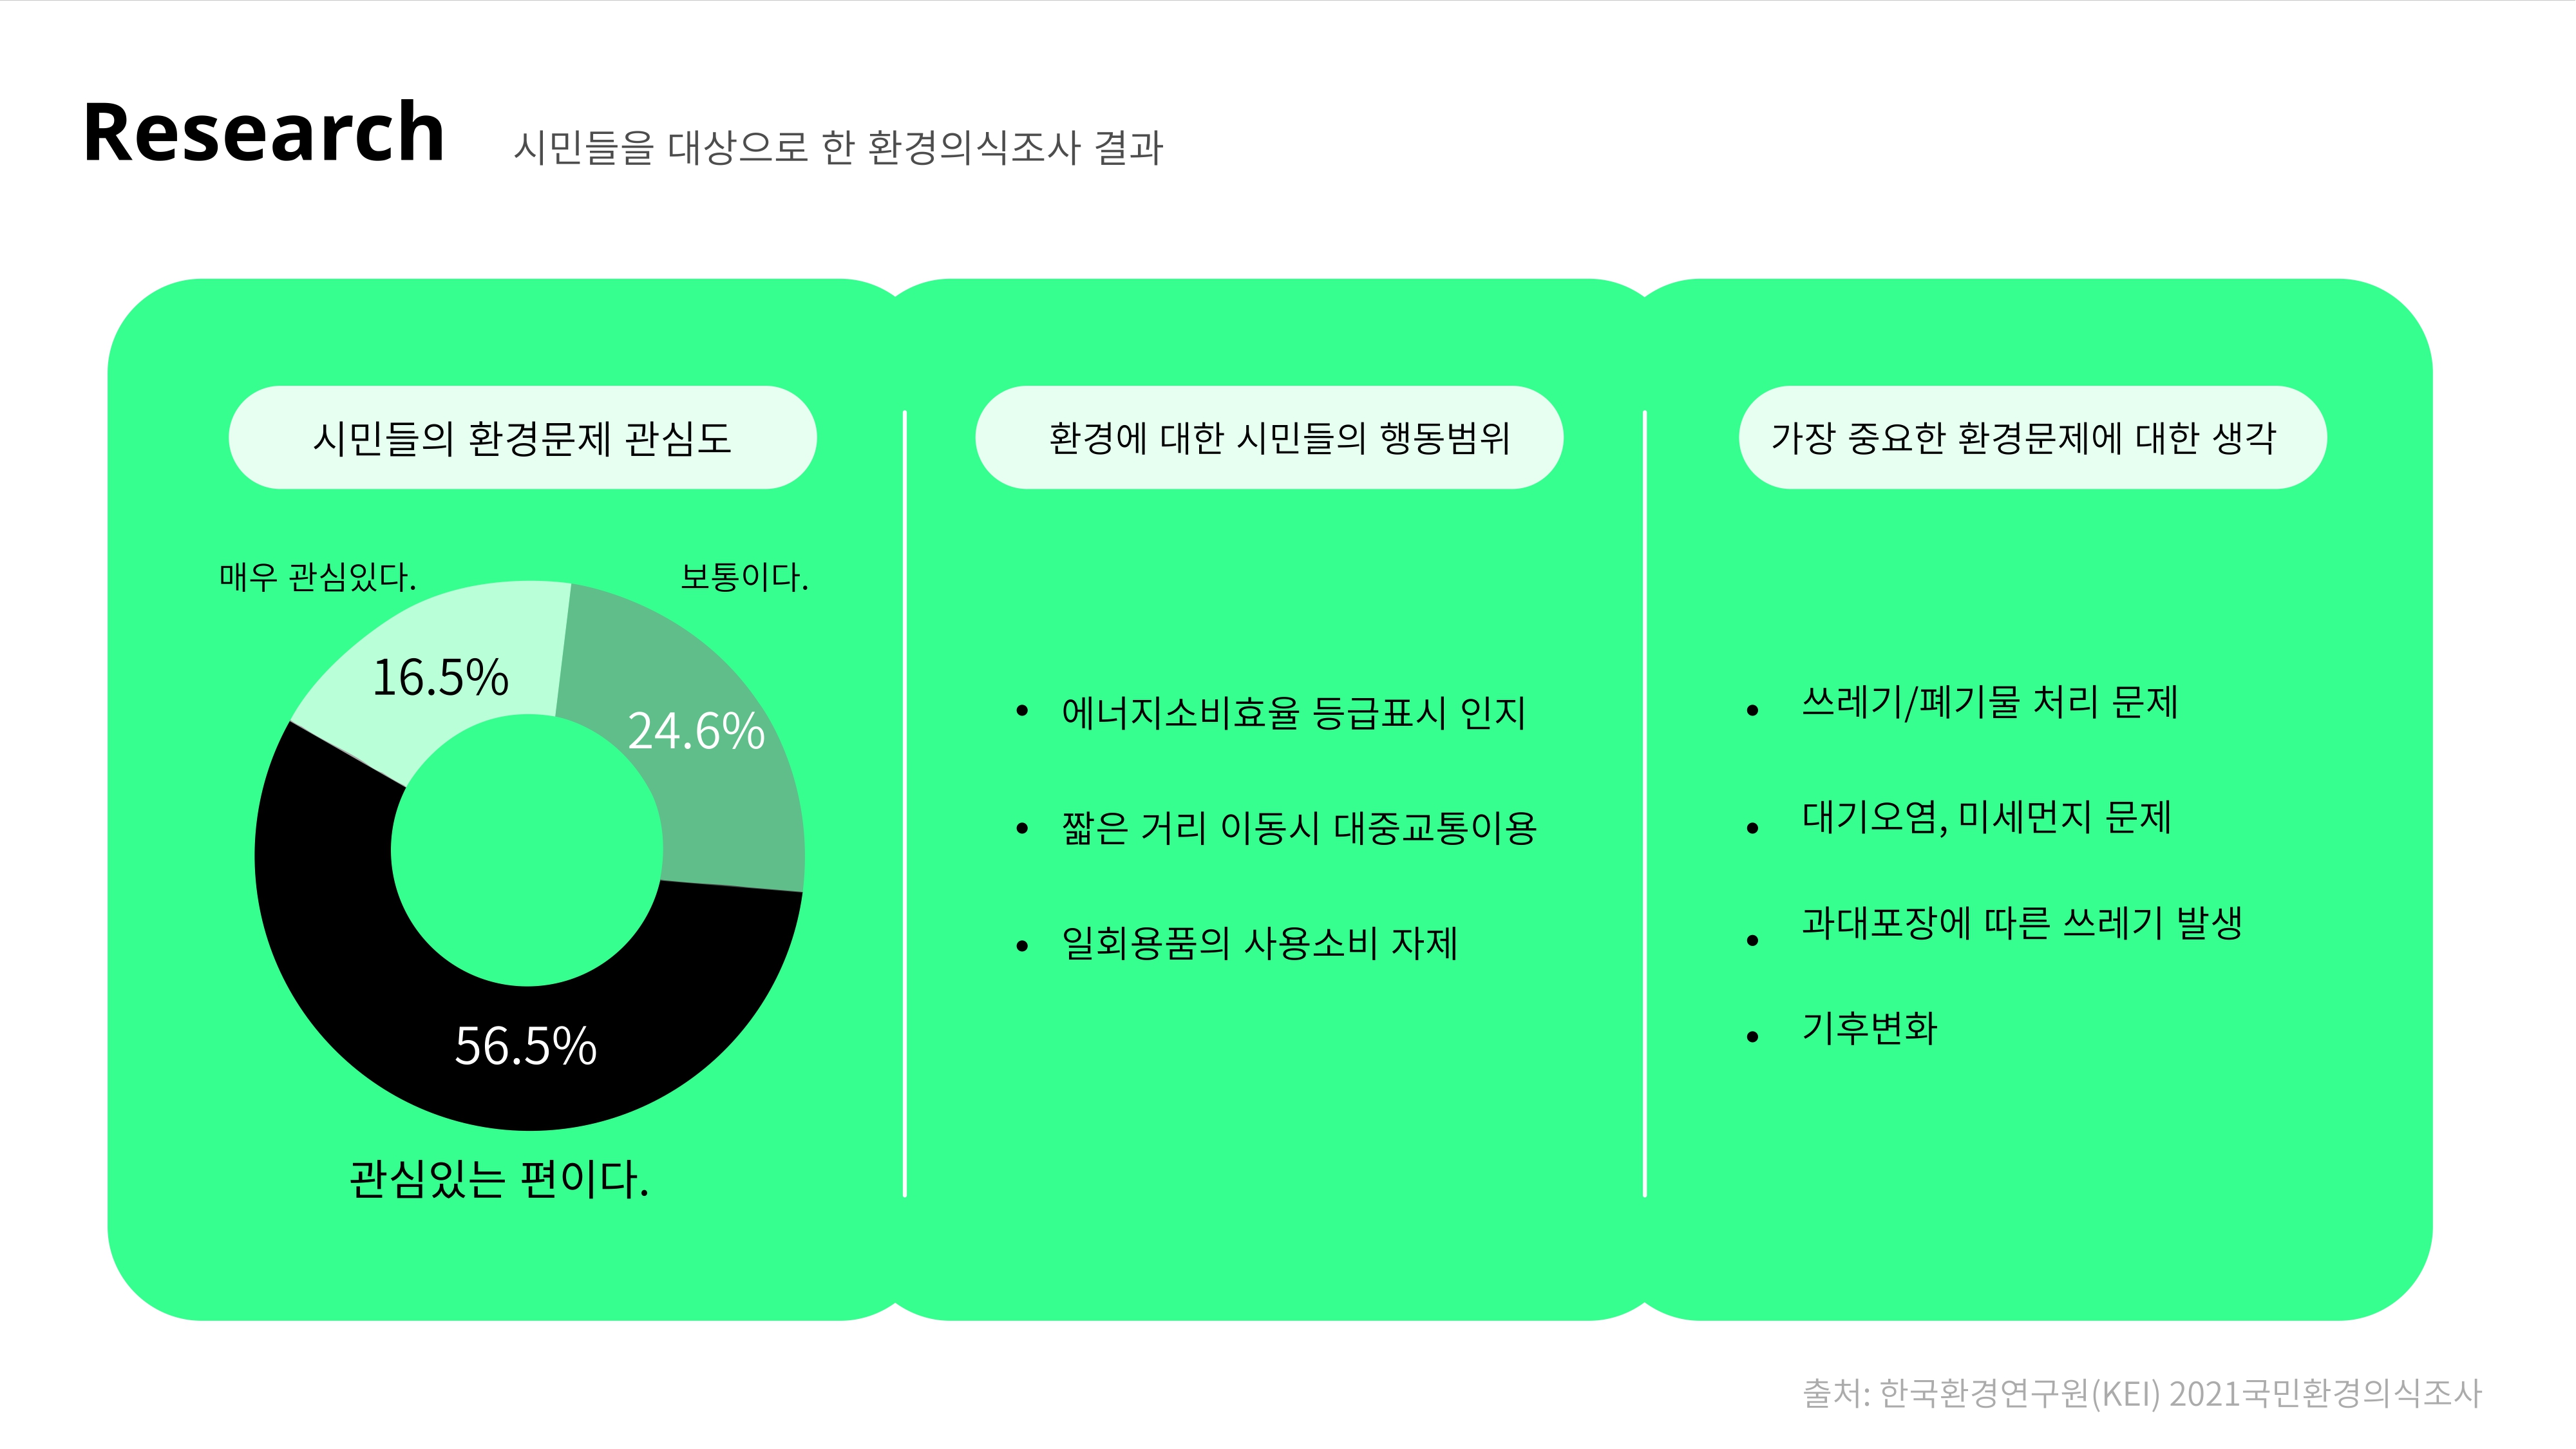 Research
시민들을 대상으로 한 환경의식조사 결과
시민들의 환경문제 관심도
매우 관심있다.
보통이다.
16.5%
24.6%
56.5%
관심있는 편이다.
환경에 대한 시민들의 행동범위
• 에너지소비효율 등급표시 인지
• 짧은 거리 이동시 대중교통이용
• 일회용품의 사용소비 자제
가장 중요한 환경문제에 대한 생각
• 쓰레기/폐기물 처리 문제
• 대기오염, 미세먼지 문제
• 과대포장에 따른 쓰레기 발생
• 기후변화
출처: 한국환경연구원(KEI) 2021국민환경의식조사